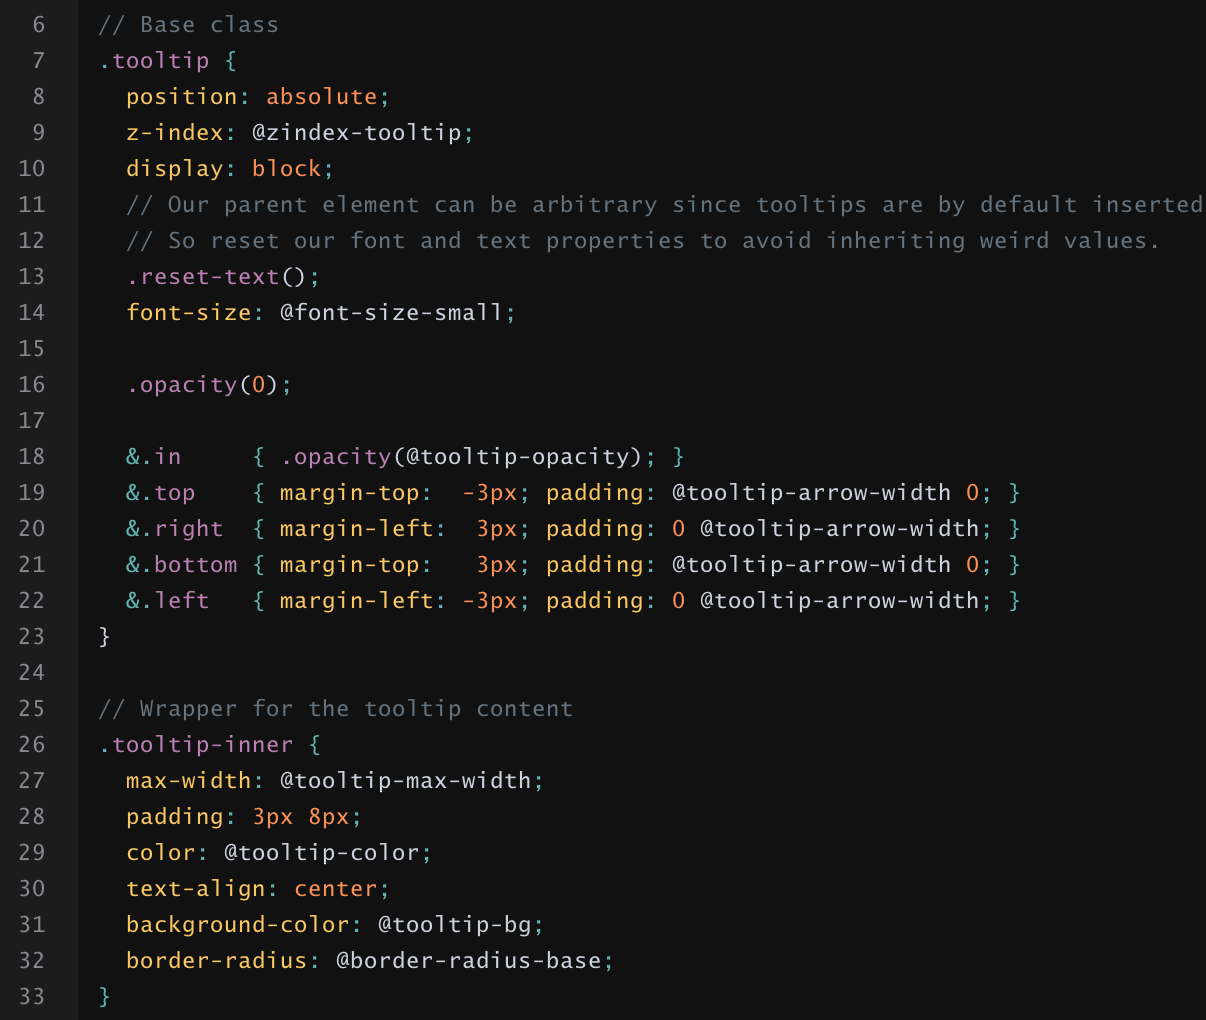 6 // Base class
7 .tooltip {
8   position: absolute;
9   z-index: @zindex-tooltip;
10   display: block;
11   // Our parent element can be arbitrary since tooltips are by default inserted
12   // So reset our font and text properties to avoid inheriting weird values.
13   .reset-text();
14   font-size: @font-size-small;
15
16   .opacity(0);
17
18   &.in     { .opacity(@tooltip-opacity); }
19   &.top    { margin-top:  -3px; padding: @tooltip-arrow-width 0; }
20   &.right  { margin-left:  3px; padding: 0 @tooltip-arrow-width; }
21   &.bottom { margin-top:   3px; padding: @tooltip-arrow-width 0; }
22   &.left   { margin-left: -3px; padding: 0 @tooltip-arrow-width; }
23 }
24
25 // Wrapper for the tooltip content
26 .tooltip-inner {
27   max-width: @tooltip-max-width;
28   padding: 3px 8px;
29   color: @tooltip-color;
30   text-align: center;
31   background-color: @tooltip-bg;
32   border-radius: @border-radius-base;
33 }